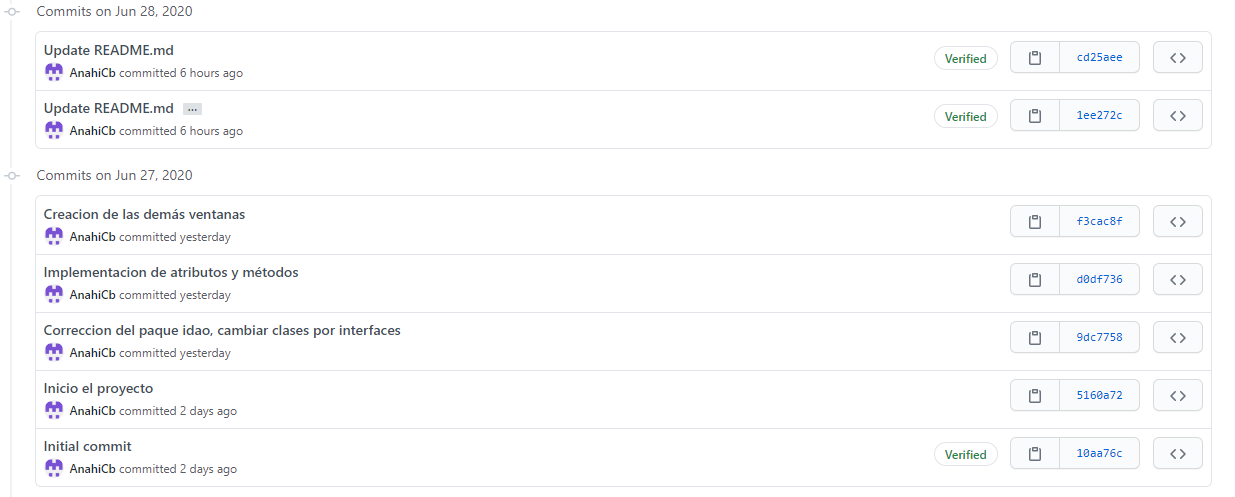 Commits on Jun 28, 2020
Update README.md
AnahiCb committed 6 hours ago
Verified
cd25aee
Update README.md ...
AnahiCb committed 6 hours ago
Verified
1ee272c
Commits on Jun 27, 2020
Creacion de las demás ventanas
AnahiCb committed yesterday
f3cac8f
Implementacion de atributos y métodos
AnahiCb committed yesterday
d0df736
Correccion del paque idao, cambiar clases por interfaces
AnahiCb committed yesterday
9dc7758
Inicio el proyecto
AnahiCb committed 2 days ago
5160a72
Initial commit
AnahiCb committed 2 days ago
Verified
10aa76c